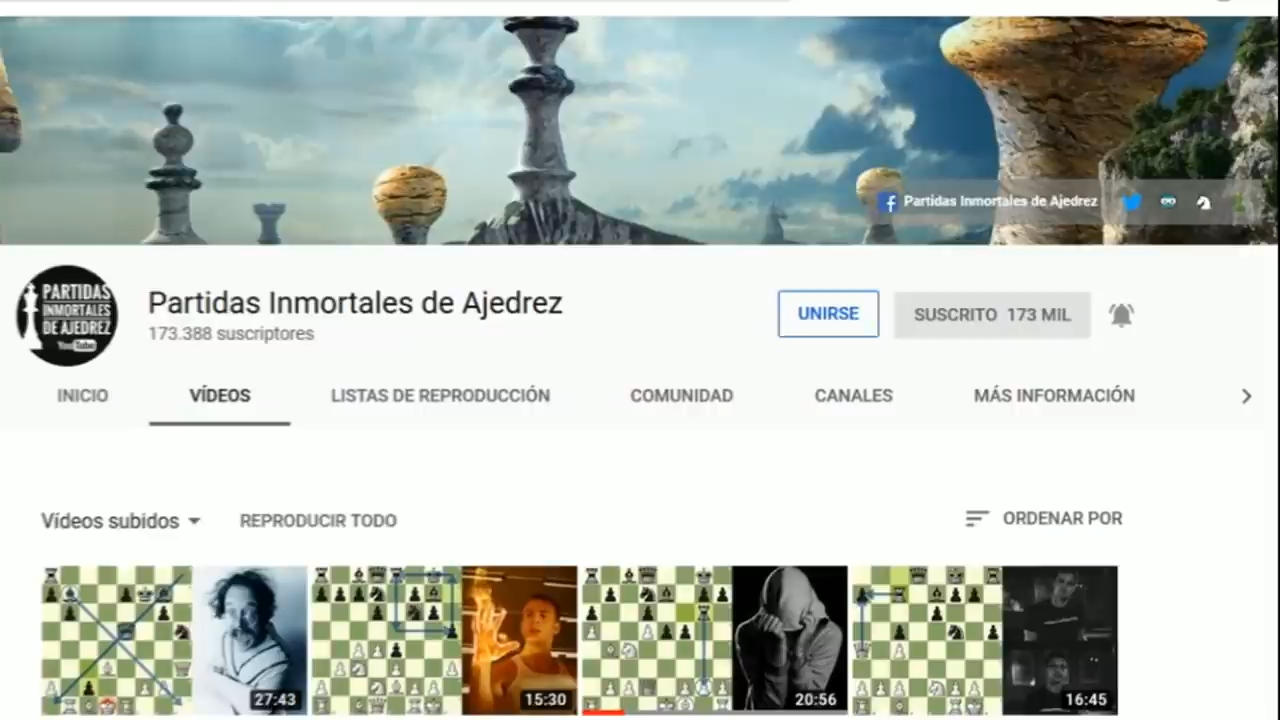 Partidas Inmortales de Ajedrez
PARTIDAS
INMORTALES
DE AJEDREZ
YouTube
Partidas Inmortales de Ajedrez
173.388 suscriptores
UNIRSE
SUSCRITO 173 MIL
INICIO
VÍDEOS
LISTAS DE REPRODUCCIÓN
COMUNIDAD
CANALES
MÁS INFORMACIÓN
Vídeos subidos
REPRODUCIR TODO
ORDENAR POR
27:43
15:30
20:56
16:45